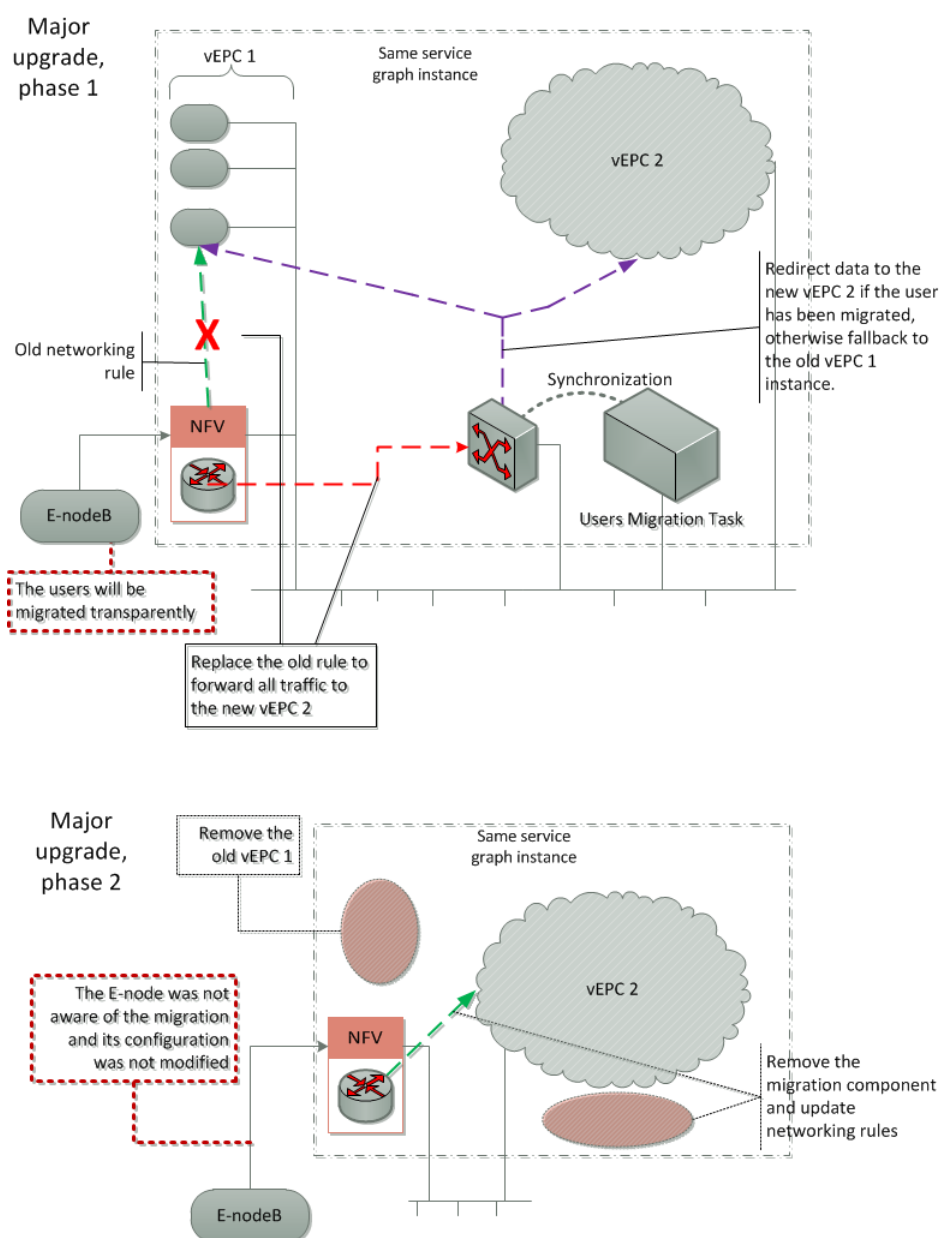 Major
upgrade,
phase 1
vEPC 1
Same service
graph instance
vEPC 2
Redirect data to the
new vEPC 2 if the user
has been migrated,
otherwise fallback to
the old vEPC 1
instance.
Old networking
rule
X
Synchronization
NFV
E-nodeB
Users Migration Task
The users will be
migrated transparently
Replace the old rule to
forward all traffic to
the new vEPC 2
Major
upgrade,
phase 2
Remove the
old vEPC 1
Same service
graph instance
vEPC 2
The E-node was not
aware of the migration
and its configuration
was not modified
NFV
Remove the
migration component
and update
networking rules
E-nodeB